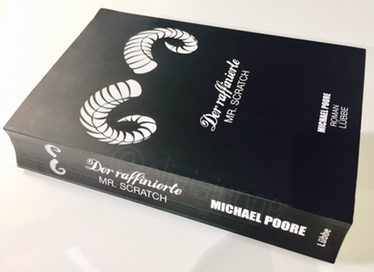 Der raffinierte
MR. SCRATCH
MICHAEL POORE
ROMAN
LÜBBE
Der raffinierte
MR. SCRATCH
MICHAEL POORE
Lübbe